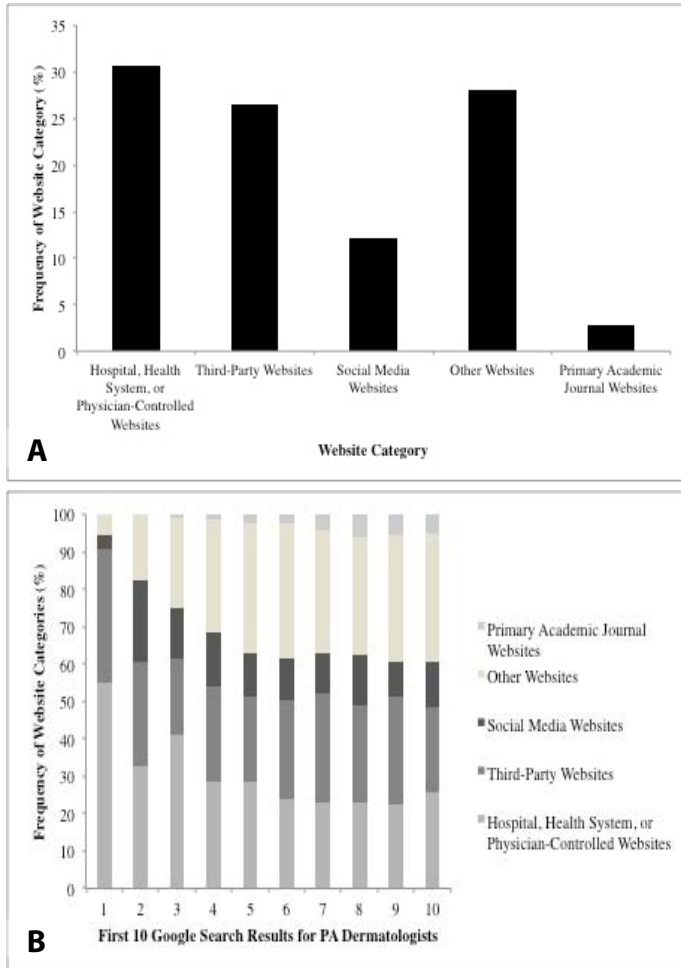 35
30
25
20
15
10
5
0
Frequency of Website Category (%)
Hospital, Health
System, or
Physician-Controlled
Websites
Third-Party Websites
Social Media
Websites
Other Websites
Primary Academic
Journal Websites
Website Category
A
100
90
80
70
60
50
40
30
20
10
0
Frequency of Website Categories (%)
1 2 3 4 5 6 7 8 9 10
First 10 Google Search Results for PA Dermatologists
Primary Academic Journal
Websites
Other Websites
Social Media Websites
Third-Party Websites
Hospital, Health System, or
Physician-Controlled Websites
B